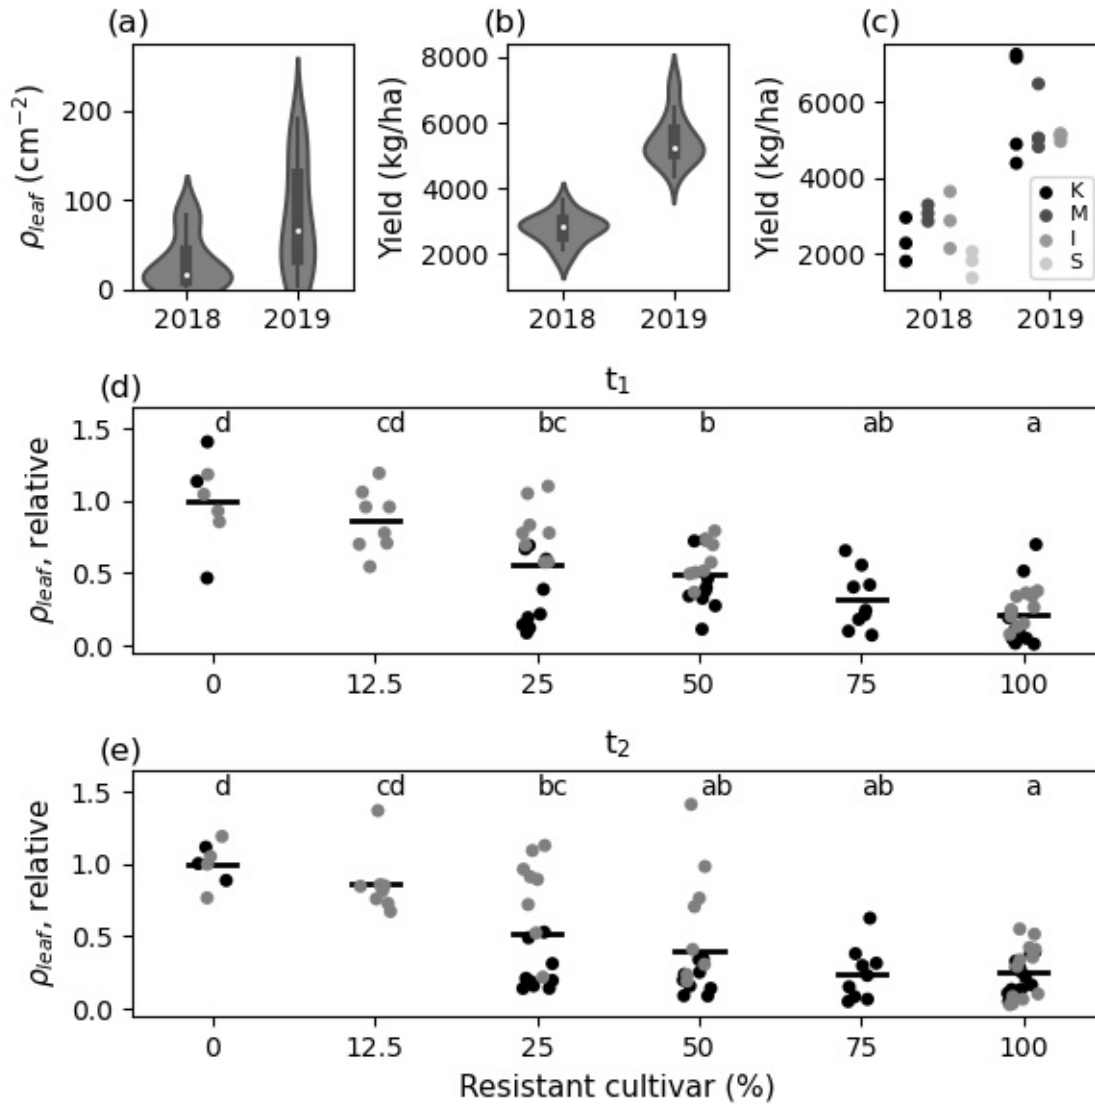 (a) (b) (c)
ρleaf (cm−2)
200
100
0
2018 2019
Yield (kg/ha)
8000
6000
4000
2000
2018 2019
Yield (kg/ha)
6000
4000
2000
K
M
I
S
2018 2019
(d) t1
d cd bc b ab a
ρleaf, relative
1.5
1.0
0.5
0.0
0 12.5 25 50 75 100
(e) t2
d cd bc ab ab a
ρleaf, relative
1.5
1.0
0.5
0.0
0 12.5 25 50 75 100
Resistant cultivar (%)